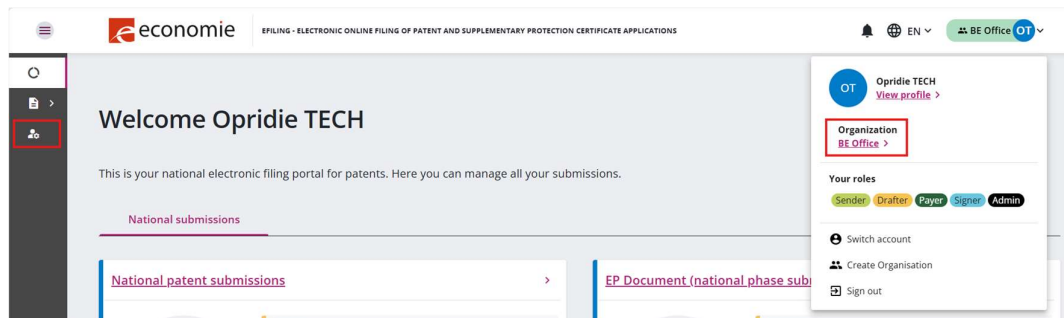 economie
EFILING - ELECTRONIC ONLINE FILING OF PATENT AND SUPPLEMENTARY PROTECTION CERTIFICATE APPLICATIONS
EN
BE Office OT
OT
Opridie TECH
View profile >
Organization
BE Office >
Your roles
Sender Drafter Payer Signer Admin
Switch account
Create Organisation
Sign out
Welcome Opridie TECH
This is your national electronic filing portal for patents. Here you can manage all your submissions.
National submissions
National patent submissions >
EP Document (national phase sub